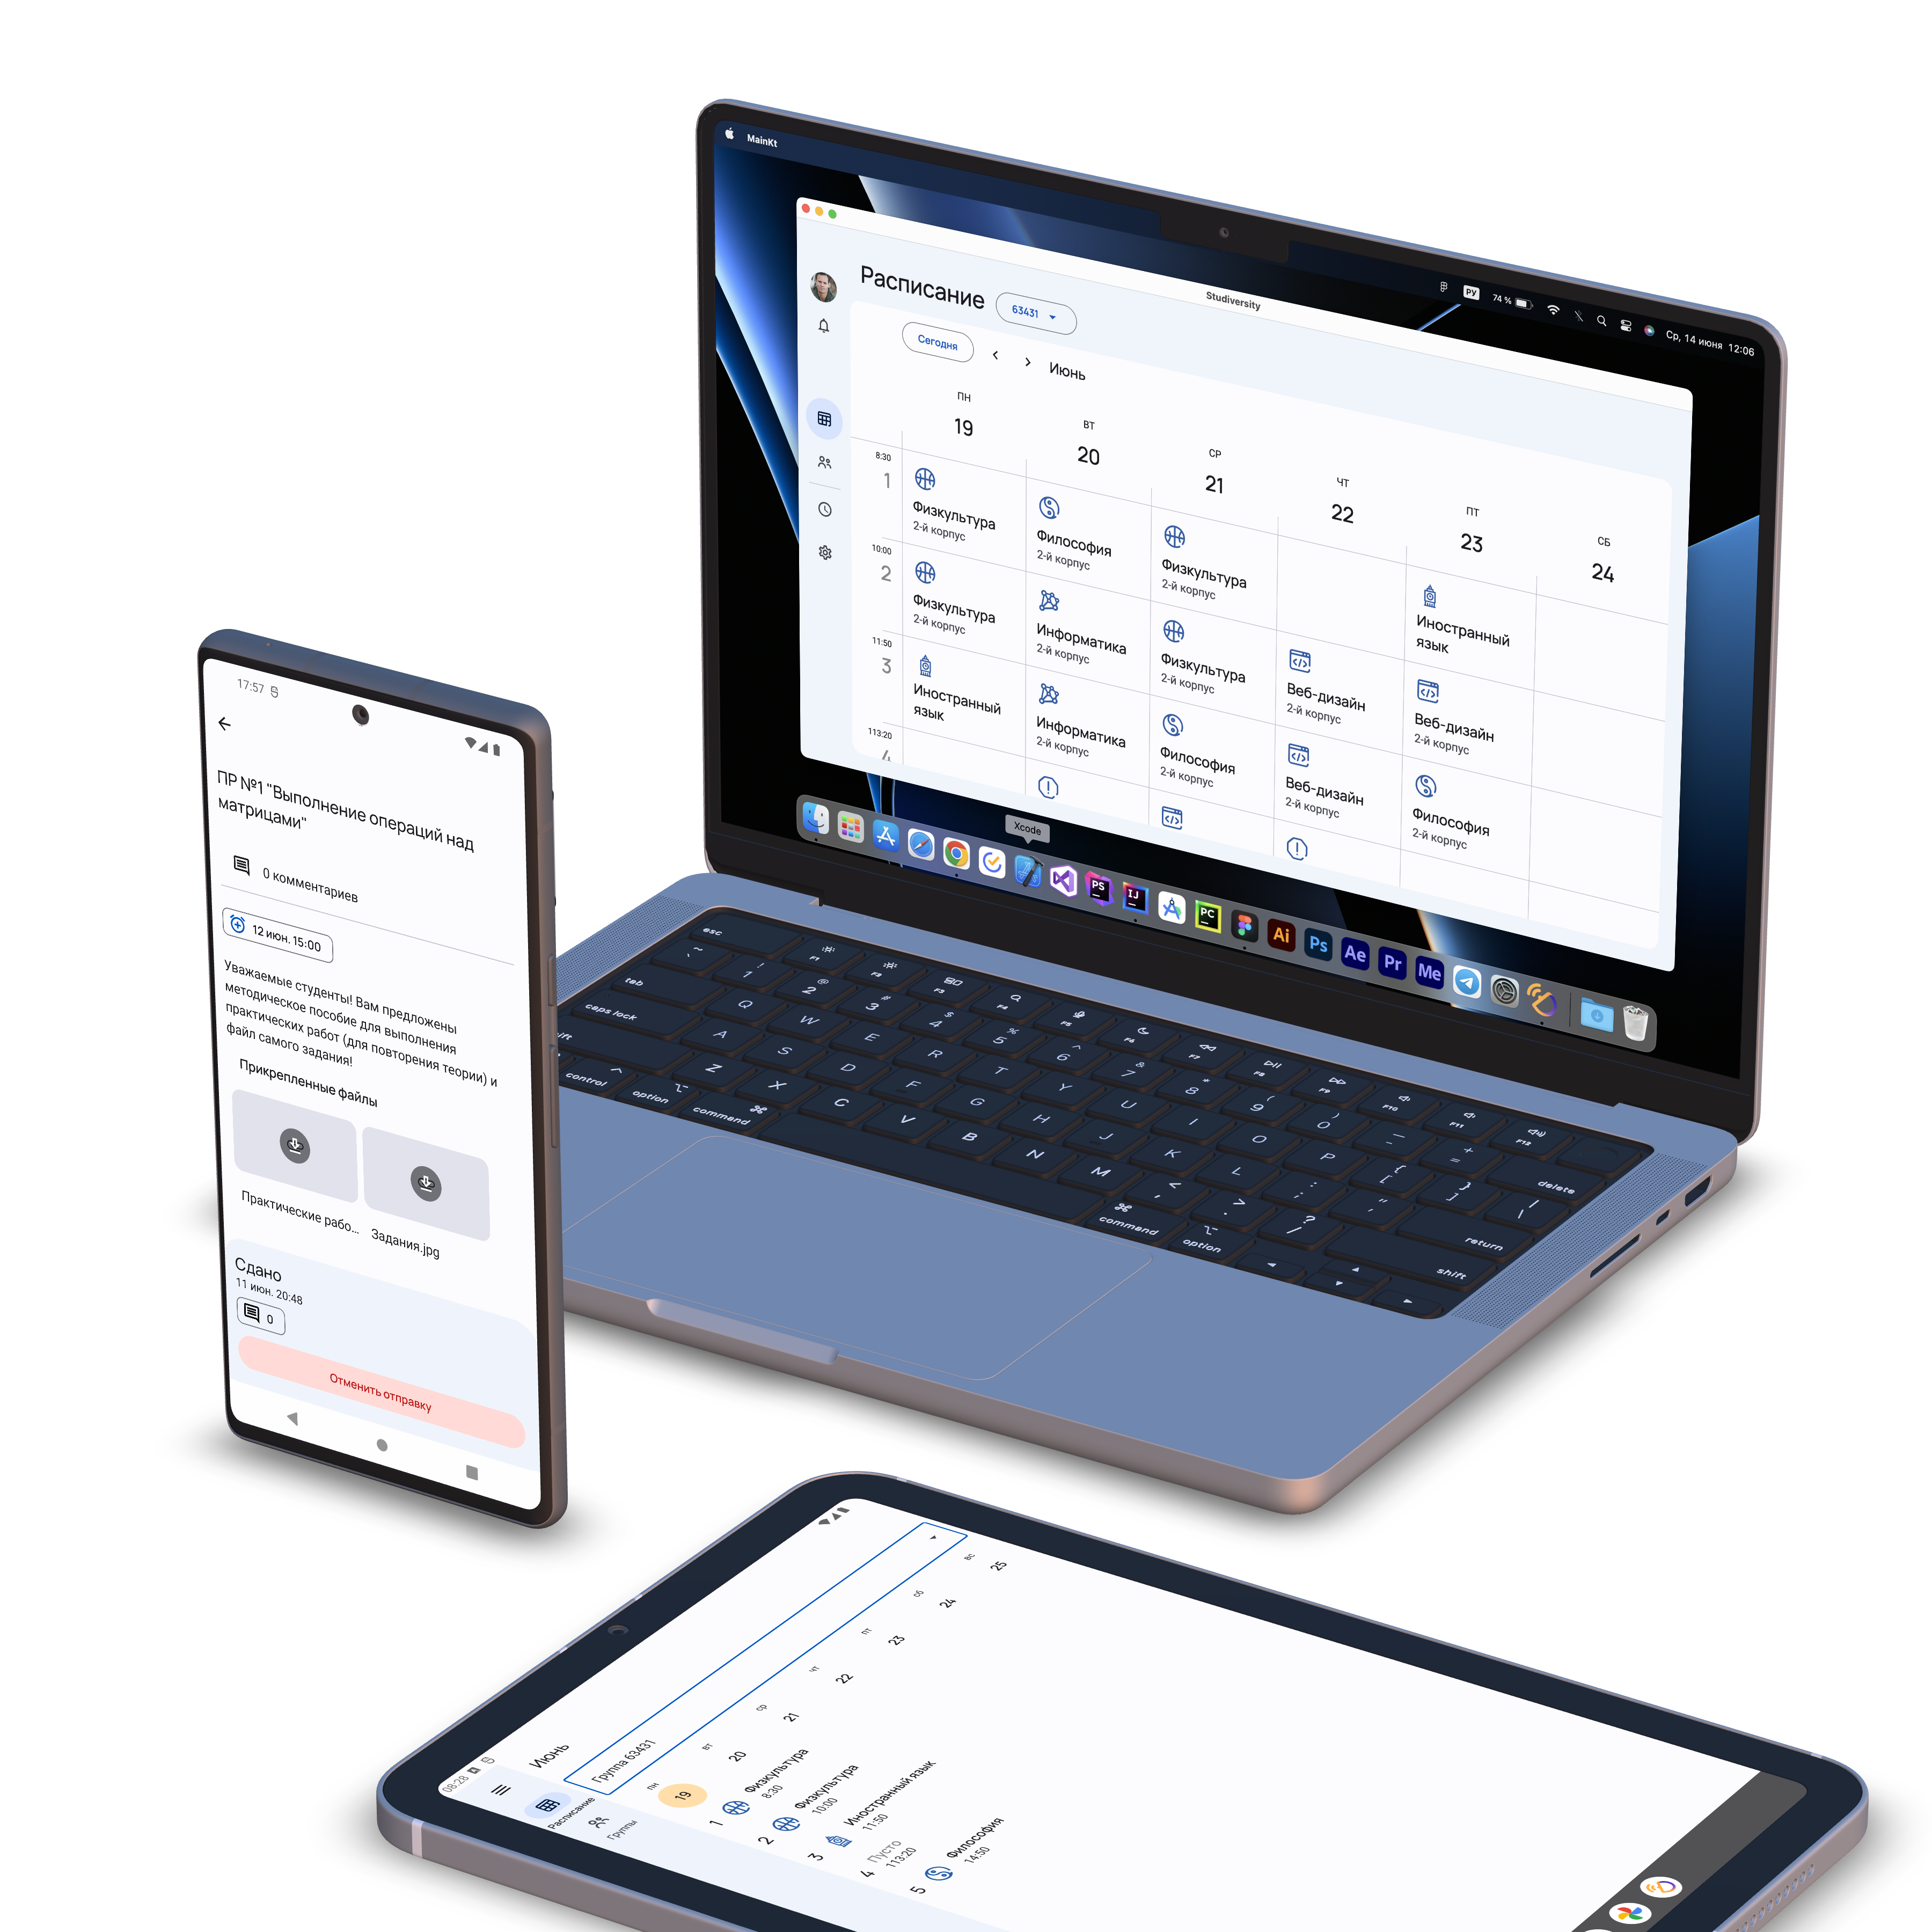 MainKt
РУ
74 %
Ср, 14 июня 12:06
Studiversity
Расписание
63431
Сегодня
Июнь
ПН
ВТ
СР
ЧТ
ПТ
СБ
19
20
21
22
23
24
8:30
1
Физкультура
2-й корпус
Философия
2-й корпус
Физкультура
2-й корпус
Иностранный
язык
10:00
2
Физкультура
2-й корпус
Информатика
2-й корпус
Физкультура
2-й корпус
Веб-дизайн
2-й корпус
Веб-дизайн
2-й корпус
11:50
3
Иностранный
язык
Информатика
2-й корпус
Философия
2-й корпус
Веб-дизайн
2-й корпус
Философия
2-й корпус
113:20
4
Xcode
PS
IJ
PC
Ai
Ps
Ae
Pr
Me
esc
F1
F2
F3
F4
F5
F6
F7
F8
F9
F10
F11
F12
~ `
! 1
@ 2
# 3
$ 4
% 5
^ 6
& 7
* 8
( 9
) 0
— –
+ =
delete
tab
Q W E R T Y U I O P { [ } ] | \
caps lock
A S D F G H J K L : ; " '
return
Z X C V B N M < , > . ? /
shift
control
option
command
command
option
17:57
ПР №1 "Выполнение операций над
матрицами"
0 комментариев
12 июн. 15:00
Уважаемые студенты! Вам предложены
методическое пособие для выполнения
практических работ (для повторения теории) и
файл самого задания!
Прикрепленные файлы
Практические рабо...
Задания.jpg
Сдано
11 июн. 20:48
0
Отменить отправку
08:28
Расписание
Группы
Июнь
Группа 63431
ПН
ВТ
СР
ЧТ
ПТ
СБ
ВС
19
20
21
22
23
24
25
1
Физкультура
8:30
2
Физкультура
10:00
3
Иностранный язык
11:50
4
Пусто
113:20
5
Философия
14:50